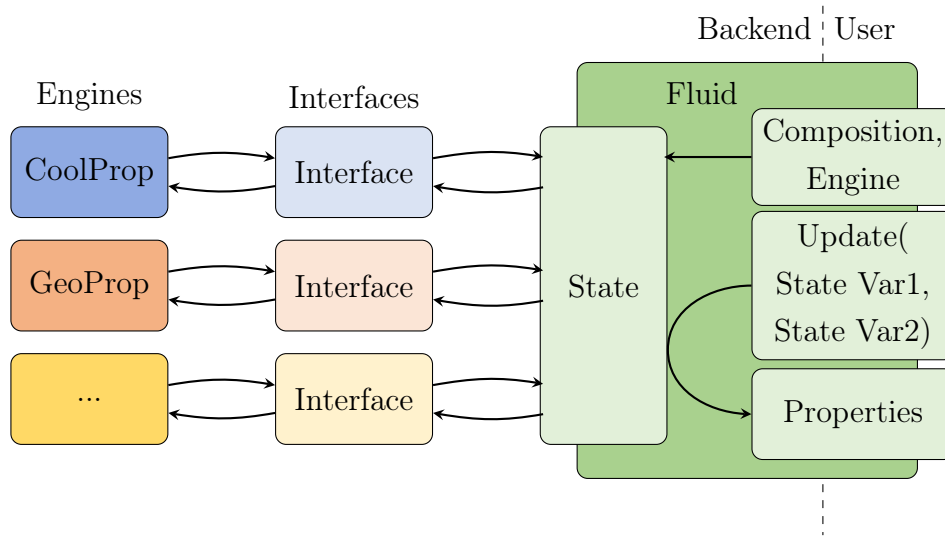 Backend
User
Engines
Interfaces
Fluid
CoolProp
Interface
Composition,
Engine
GeoProp
Interface
State
Update(
State Var1,
State Var2)
...
Interface
Properties